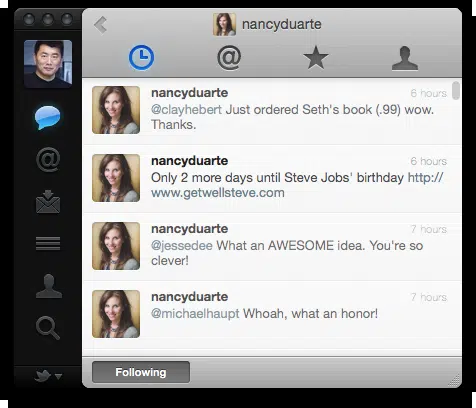 nancyduarte
nancyduarte 6 hours
@clayhebert Just ordered Seth's book (.99) wow.
Thanks.
nancyduarte 6 hours
Only 2 more days until Steve Jobs' birthday http://
www.getwellsteve.com
nancyduarte 7 hours
@jessedee What an AWESOME idea. You're so
clever!
nancyduarte 7 hours
@michaelhaupt Whoah, what an honor!
Following